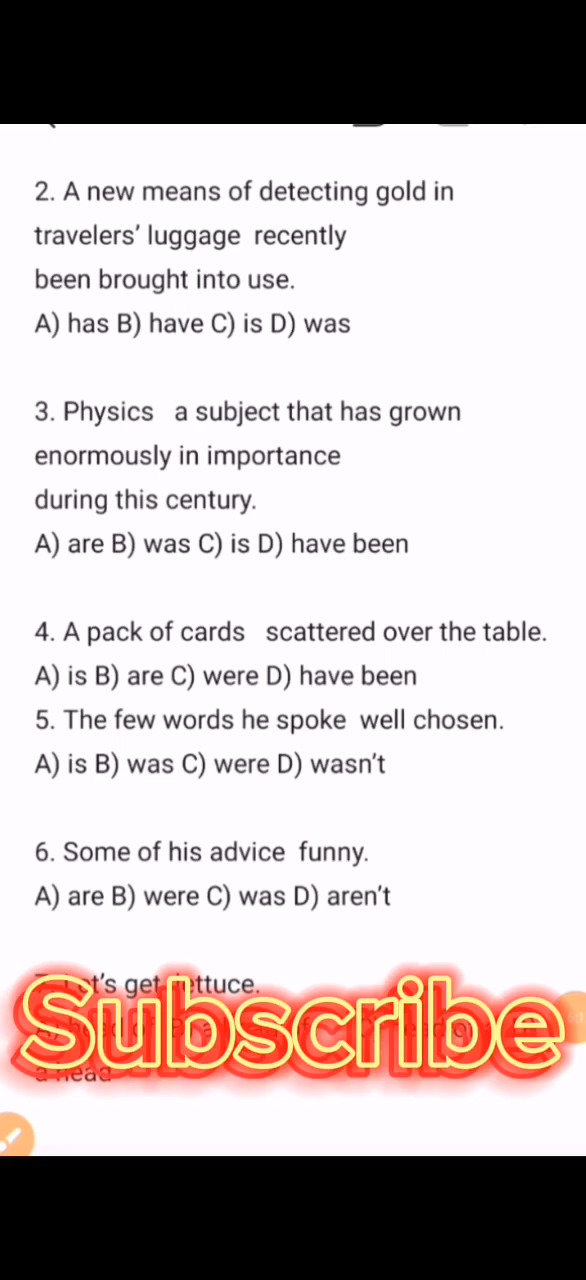 2. A new means of detecting gold in
travelers’ luggage recently
been brought into use.
A) has B) have C) is D) was
3. Physics a subject that has grown
enormously in importance
during this century.
A) are B) was C) is D) have been
4. A pack of cards scattered over the table.
A) is B) are C) were D) have been
5. The few words he spoke well chosen.
A) is B) was C) were D) wasn’t
6. Some of his advice funny.
A) are B) were C) was D) aren’t
get
Subscribe
a head